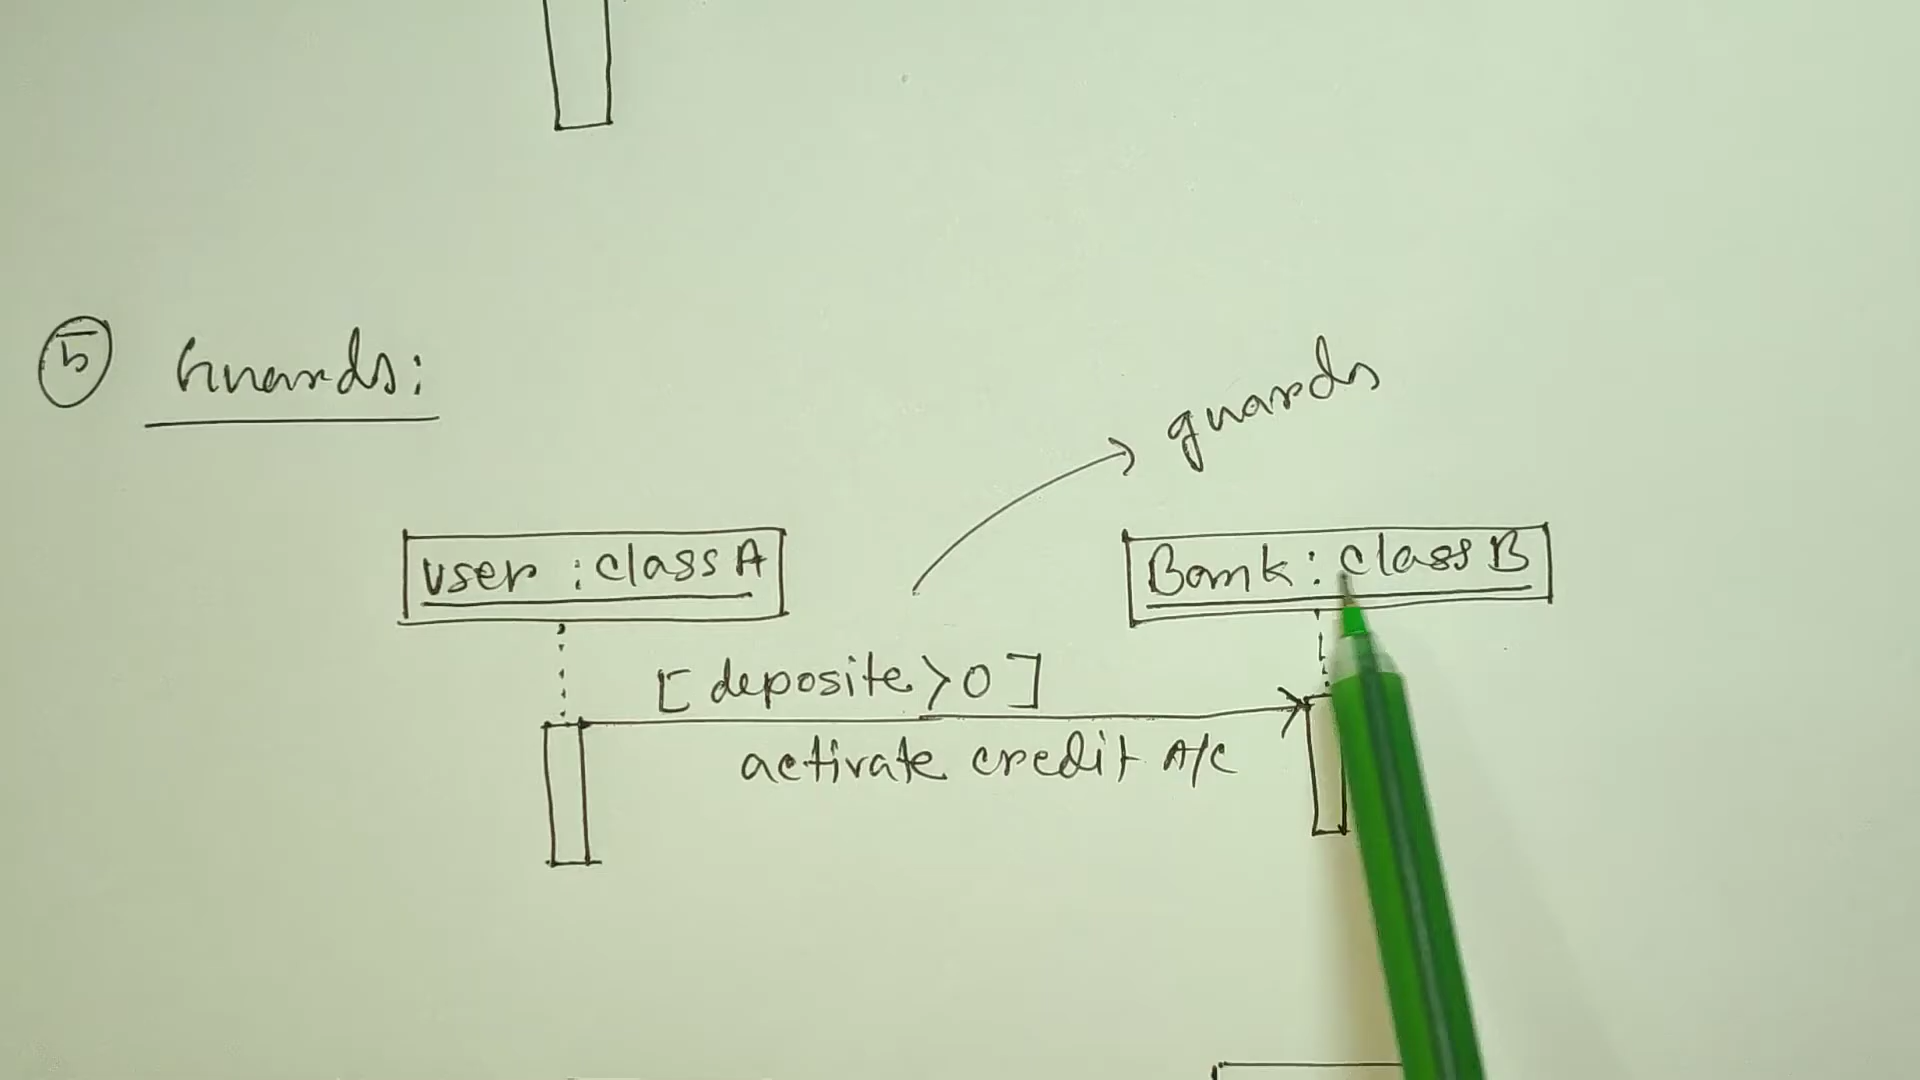 5 Guards:
guards
user : class A
Bank : class B
[deposite > 0]
activate credit A/C